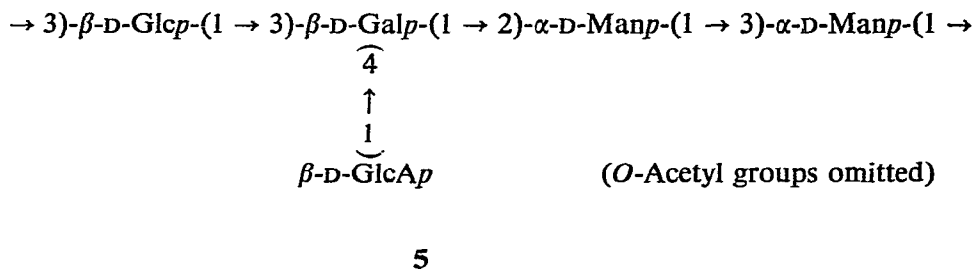 → 3)-β-D-Glcp-(1 → 3)-β-D-Galp-(1 → 2)-α-D-Manp-(1 → 3)-α-D-Manp-(1 →
4
↑
1
β-D-GlcAp (O-Acetyl groups omitted)
5